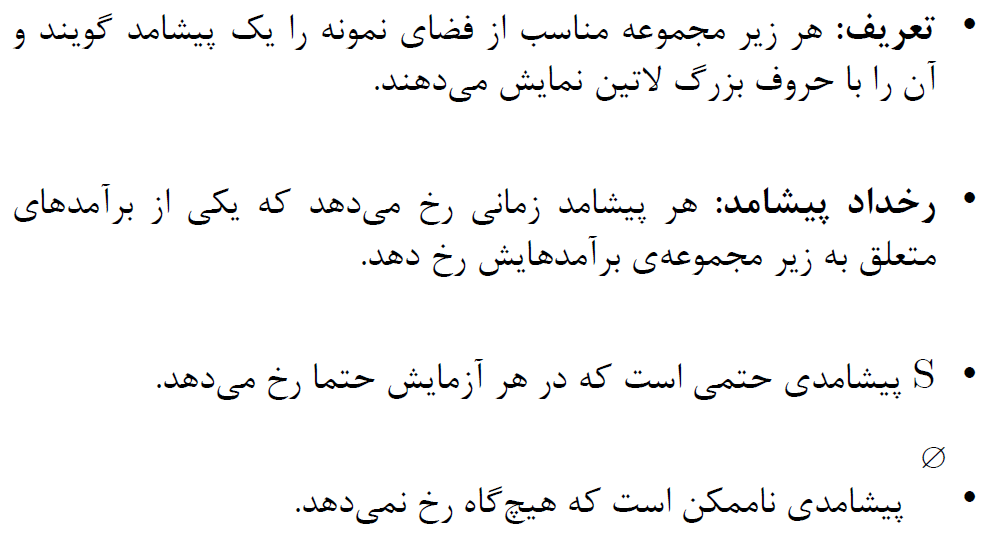 • تعریف: هر زیر مجموعه مناسب از فضای نمونه را یک پیشامد گویند و
آن را با حروف بزرگ لاتین نمایش می‌دهند.
• رخداد پیشامد: هر پیشامد زمانی رخ می‌دهد که یکی از برآمدهای
متعلق به زیر مجموعه‌ی برآمدهایش رخ دهد.
• S پیشامدی حتمی است که در هر آزمایش حتما رخ می‌دهد.
∅
• پیشامدی ناممکن است که هیچ‌گاه رخ نمی‌دهد.